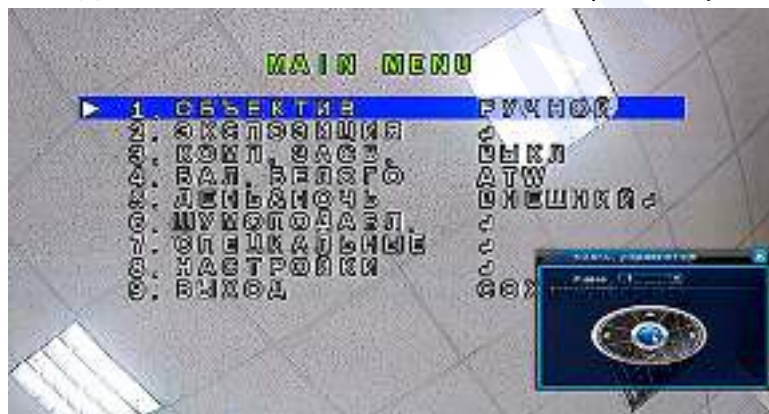 MAIN MENU
1. ОБЪЕКТИВ РУЧНОЙ
2. ЭКСПОЗИЦИЯ ↲
3. КОМП. ЗАСВ. ВЫКЛ
4. БАЛ. БЕЛОГО ATW
5. ДЕНЬ&НОЧЬ ВНЕШНИЙ↲
6. ШУМОПОДАВЛ. ↲
7. СПЕЦИАЛЬНЫЕ ↲
8. НАСТРОЙКИ ↲
9. ВЫХОД